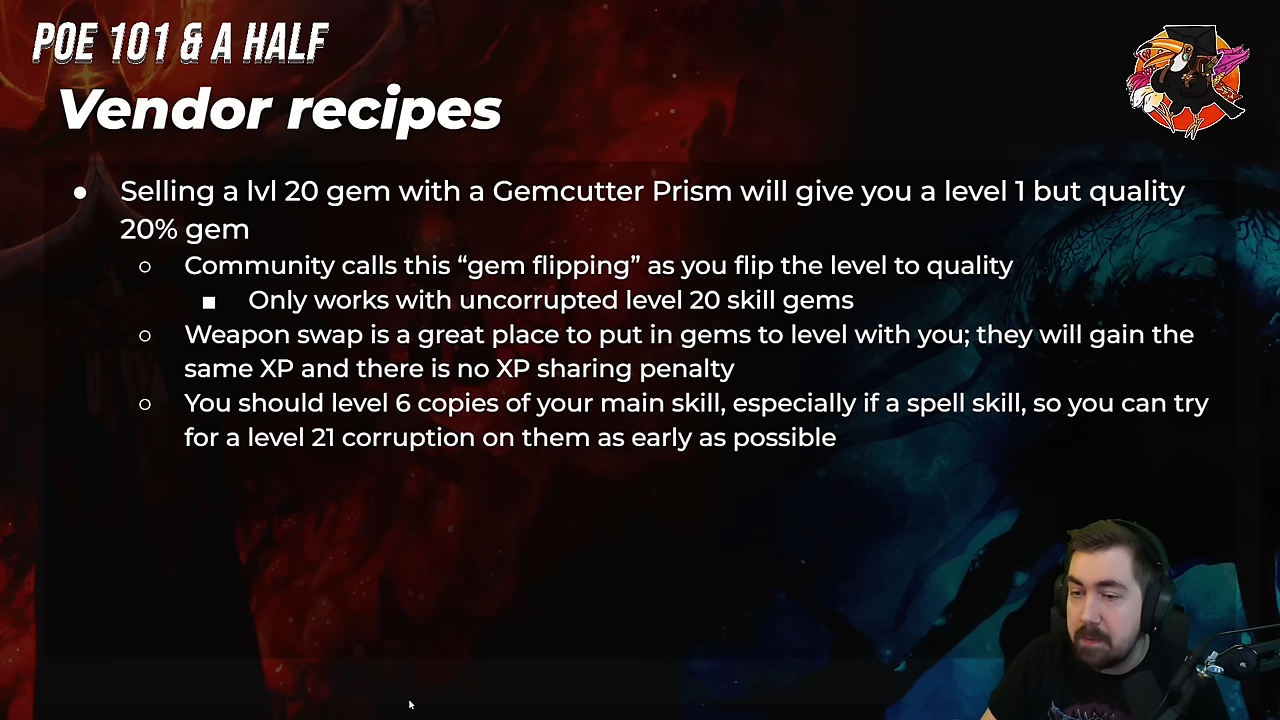 POE 101 & A HALF
Vendor recipes
● Selling a lvl 20 gem with a Gemcutter Prism will give you a level 1 but quality
20% gem
○ Community calls this “gem flipping” as you flip the level to quality
■ Only works with uncorrupted level 20 skill gems
○ Weapon swap is a great place to put in gems to level with you; they will gain the
same XP and there is no XP sharing penalty
○ You should level 6 copies of your main skill, especially if a spell skill, so you can try
for a level 21 corruption on them as early as possible